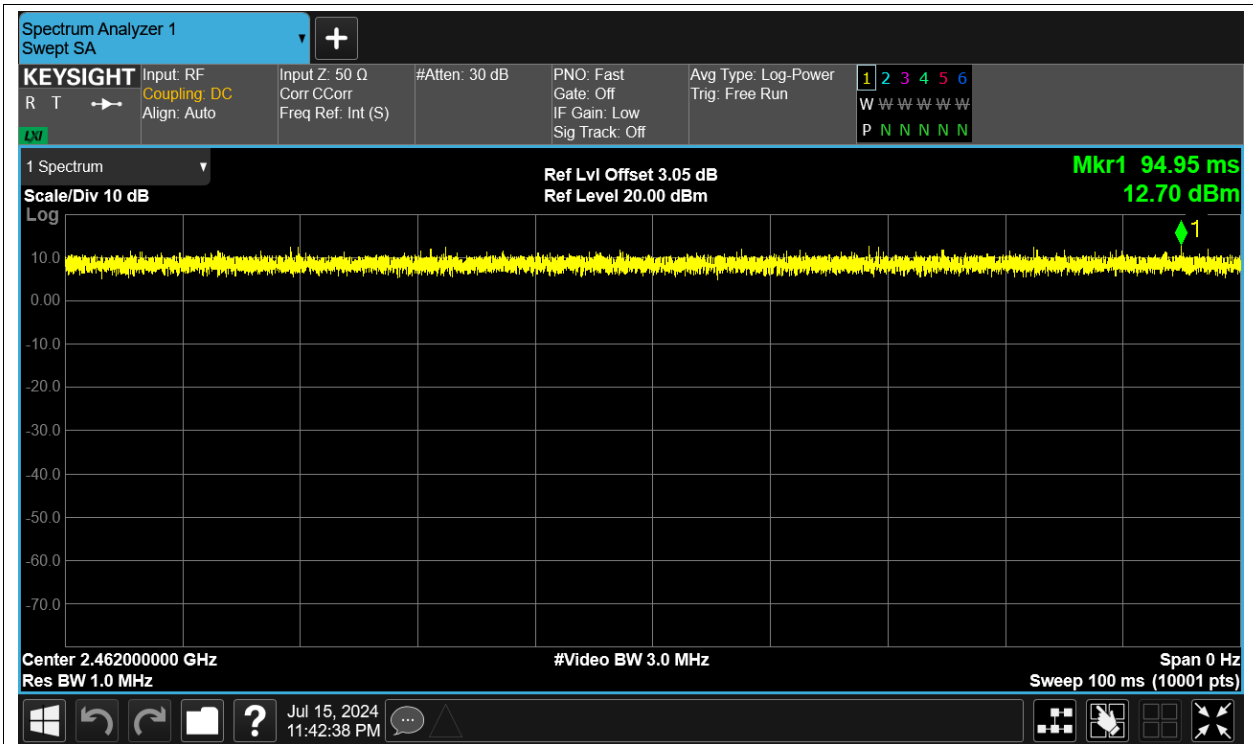 Spectrum Analyzer 1
Swept SA
KEYSIGHT
R T
LXI
Input: RF
Coupling: DC
Align: Auto
Input Z: 50 Ω
Corr CCorr
Freq Ref: Int (S)
#Atten: 30 dB
PNO: Fast
Gate: Off
IF Gain: Low
Sig Track: Off
Avg Type: Log-Power
Trig: Free Run
1 2 3 4 5 6
W W W W W W
P N N N N N
1 Spectrum
Scale/Div 10 dB
Ref Lvl Offset 3.05 dB
Ref Level 20.00 dBm
Mkr1 94.95 ms
12.70 dBm
Log
1
10.0
0.00
-10.0
-20.0
-30.0
-40.0
-50.0
-60.0
-70.0
Center 2.462000000 GHz
#Video BW 3.0 MHz
Span 0 Hz
Res BW 1.0 MHz
Sweep 100 ms (10001 pts)
?
Jul 15, 2024
11:42:38 PM